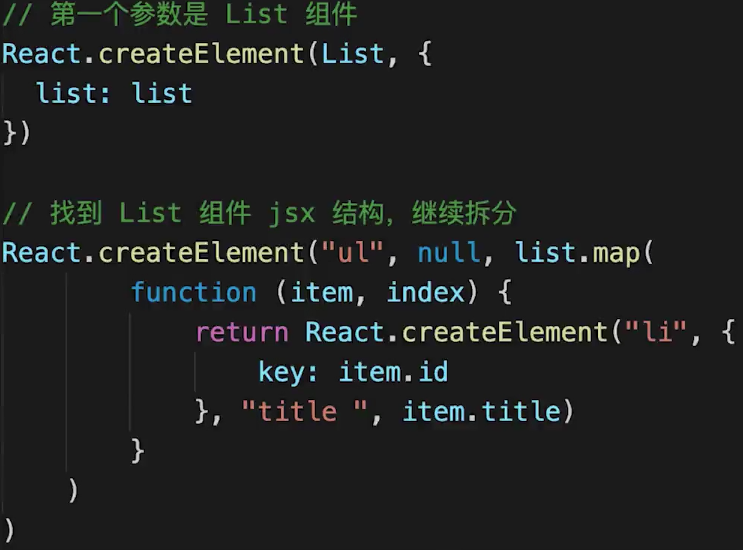 // 第一个参数是 List 组件
React.createElement(List, {
  list: list
})
// 找到 List 组件 jsx 结构，继续拆分
React.createElement("ul", null, list.map(
        function (item, index) {
            return React.createElement("li", {
                key: item.id
            }, "title ", item.title)
        }
    )
)